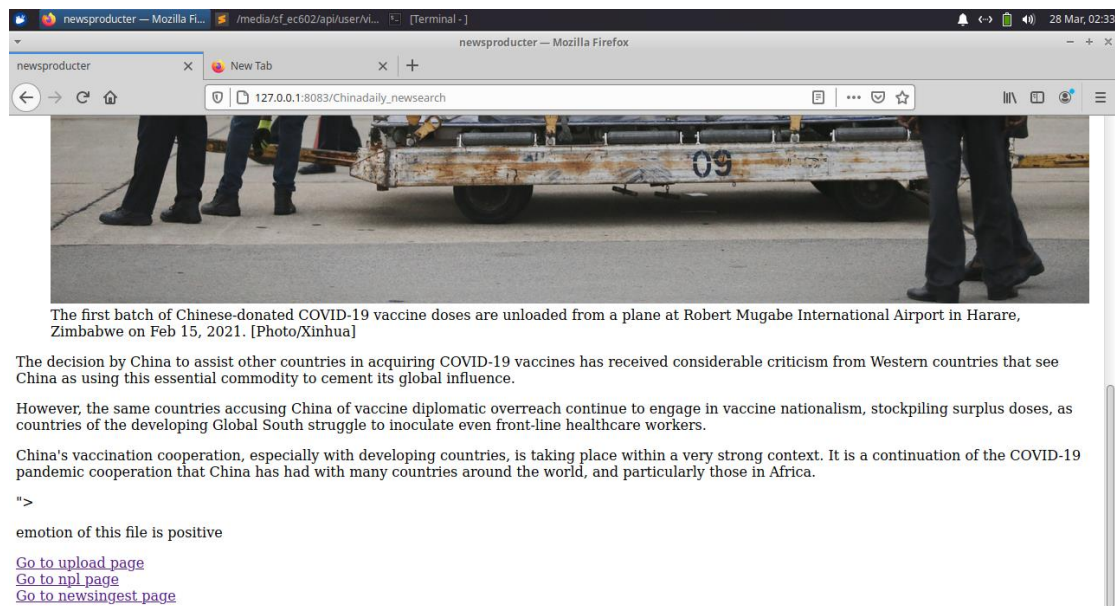 newsproducter — Mozilla Fi...
/media/sf_ec602/api/user/vi...
[Terminal - ]
28 Mar, 02:33
newsproducter — Mozilla Firefox
newsproducter
New Tab
127.0.0.1:8083/Chinadaily_newsearch
09
The first batch of Chinese-donated COVID-19 vaccine doses are unloaded from a plane at Robert Mugabe International Airport in Harare,
Zimbabwe on Feb 15, 2021. [Photo/Xinhua]
The decision by China to assist other countries in acquiring COVID-19 vaccines has received considerable criticism from Western countries that see
China as using this essential commodity to cement its global influence.
However, the same countries accusing China of vaccine diplomatic overreach continue to engage in vaccine nationalism, stockpiling surplus doses, as
countries of the developing Global South struggle to inoculate even front-line healthcare workers.
China's vaccination cooperation, especially with developing countries, is taking place within a very strong context. It is a continuation of the COVID-19
pandemic cooperation that China has had with many countries around the world, and particularly those in Africa.
">
emotion of this file is positive
Go to upload page
Go to npl page
Go to newsingest page